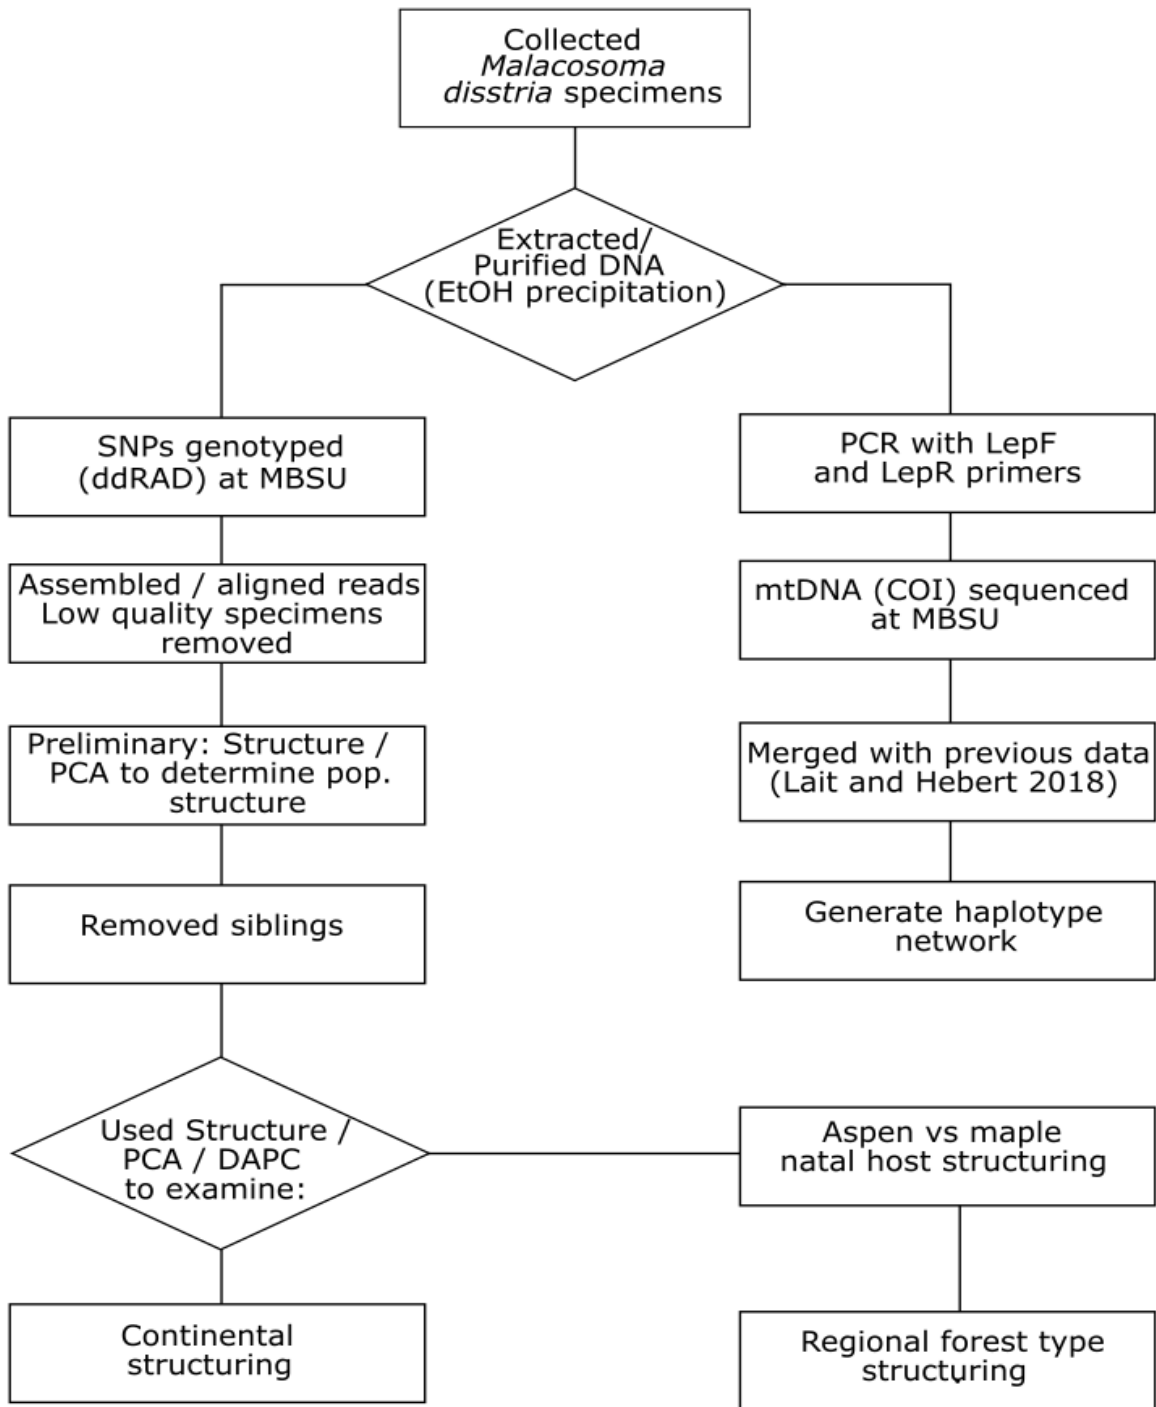 Collected
Malacosoma
disstria specimens
Extracted/
Purified DNA
(EtOH precipitation)
SNPs genotyped
(ddRAD) at MBSU
Assembled / aligned reads
Low quality specimens
removed
Preliminary: Structure /
PCA to determine pop.
structure
Removed siblings
Used Structure /
PCA / DAPC
to examine:
Continental
structuring
PCR with LepF
and LepR primers
mtDNA (COI) sequenced
at MBSU
Merged with previous data
(Lait and Hebert 2018)
Generate haplotype
network
Aspen vs maple
natal host structuring
Regional forest type
structuring